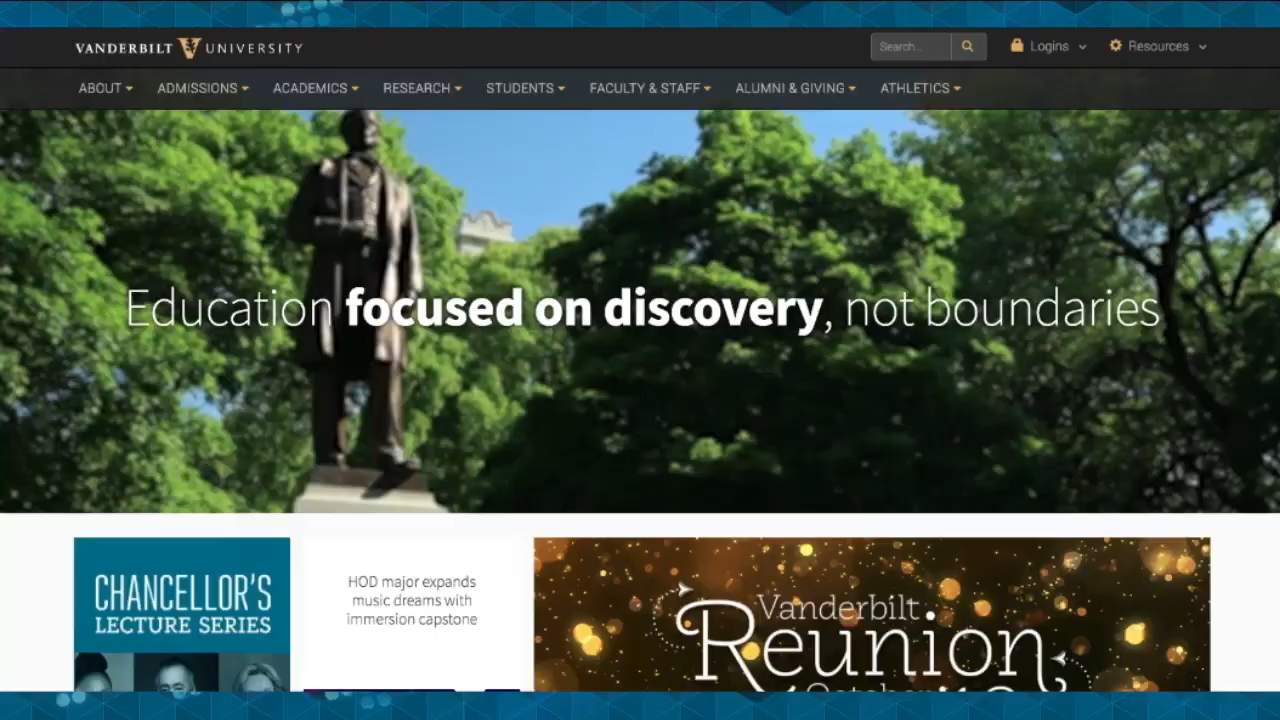 VANDERBILT UNIVERSITY
Search...
Logins
Resources
ABOUT ADMISSIONS ACADEMICS RESEARCH STUDENTS FACULTY & STAFF ALUMNI & GIVING ATHLETICS
Education focused on discovery, not boundaries
CHANCELLOR'S
LECTURE SERIES
HOD major expands
music dreams with
immersion capstone
Vanderbilt
Reunion
October